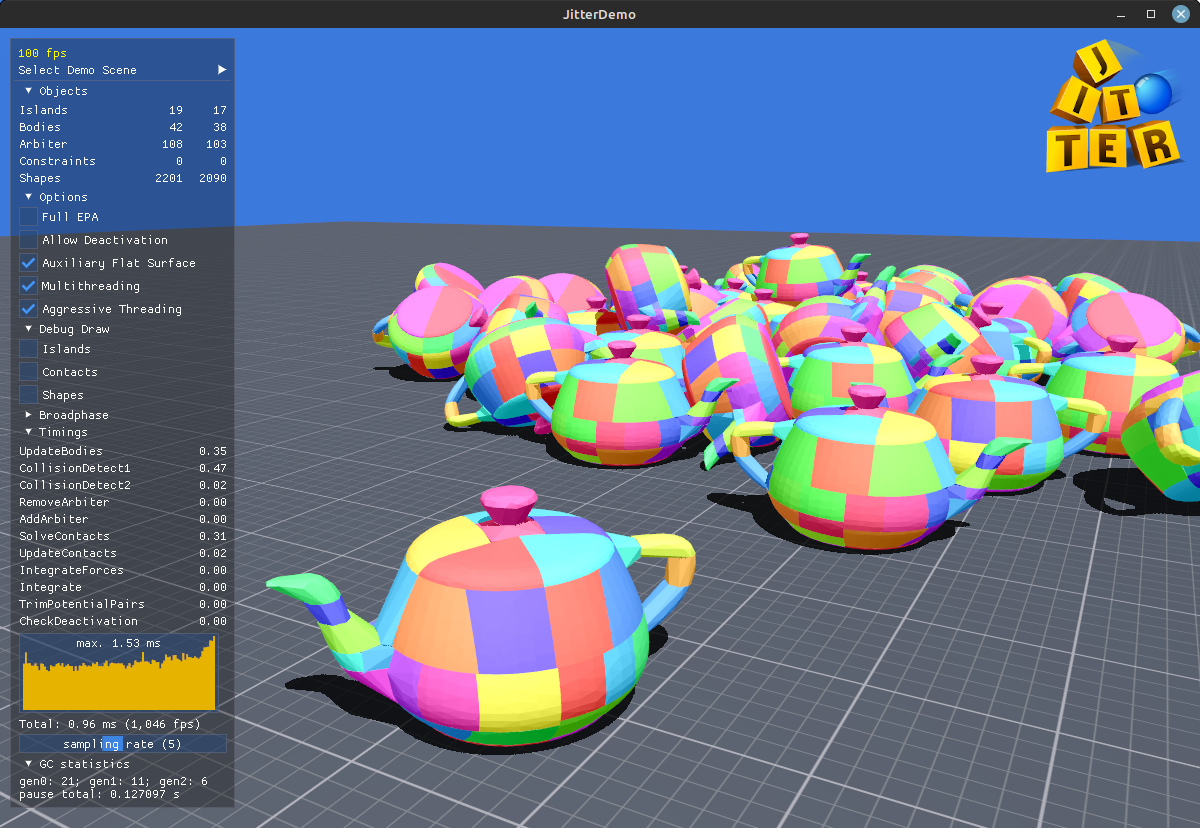 JitterDemo
100 fps
Select Demo Scene
Objects
Islands 19 17
Bodies 42 38
Arbiter 108 103
Constraints 0 0
Shapes 2201 2090
Options
Full EPA
Allow Deactivation
Auxiliary Flat Surface
Multithreading
Aggressive Threading
Debug Draw
Islands
Contacts
Shapes
Broadphase
Timings
UpdateBodies 0.35
CollisionDetect1 0.47
CollisionDetect2 0.02
RemoveArbiter 0.00
AddArbiter 0.00
SolveContacts 0.31
UpdateContacts 0.02
IntegrateForces 0.00
Integrate 0.00
TrimPotentialPairs 0.00
CheckDeactivation 0.00
max. 1.53 ms
Total: 0.96 ms (1,046 fps)
sampling rate (5)
GC statistics
gen0: 21; gen1: 11; gen2: 6
pause total: 0.127097 s
J
IT
TER